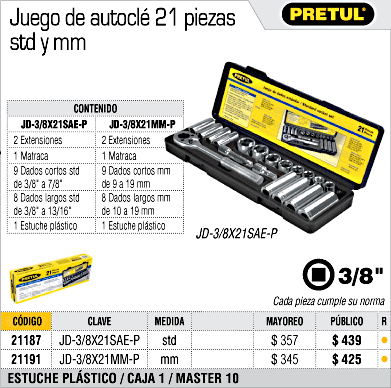 Juego de autoclé 21 piezas
std y mm
PRETUL®
CONTENIDO
JD-3/8X21SAE-P JD-3/8X21MM-P
2 Extensiones 2 Extensiones
1 Matraca 1 Matraca
9 Dados cortos std 9 Dados cortos mm
de 3/8" a 7/8" de 9 a 19 mm
8 Dados largos std 8 Dados largos mm
de 3/8" a 13/16" de 10 a 19 mm
1 Estuche plástico 1 Estuche plástico
PRETUL
21
JD-3/8X21SAE-P
PRETUL
21
3/8"
Cada pieza cumple su norma
CÓDIGO CLAVE MEDIDA MAYOREO PÚBLICO R
21187 JD-3/8X21SAE-P std $ 357 $ 439
21191 JD-3/8X21MM-P mm $ 345 $ 425
ESTUCHE PLÁSTICO / CAJA 1 / MASTER 10